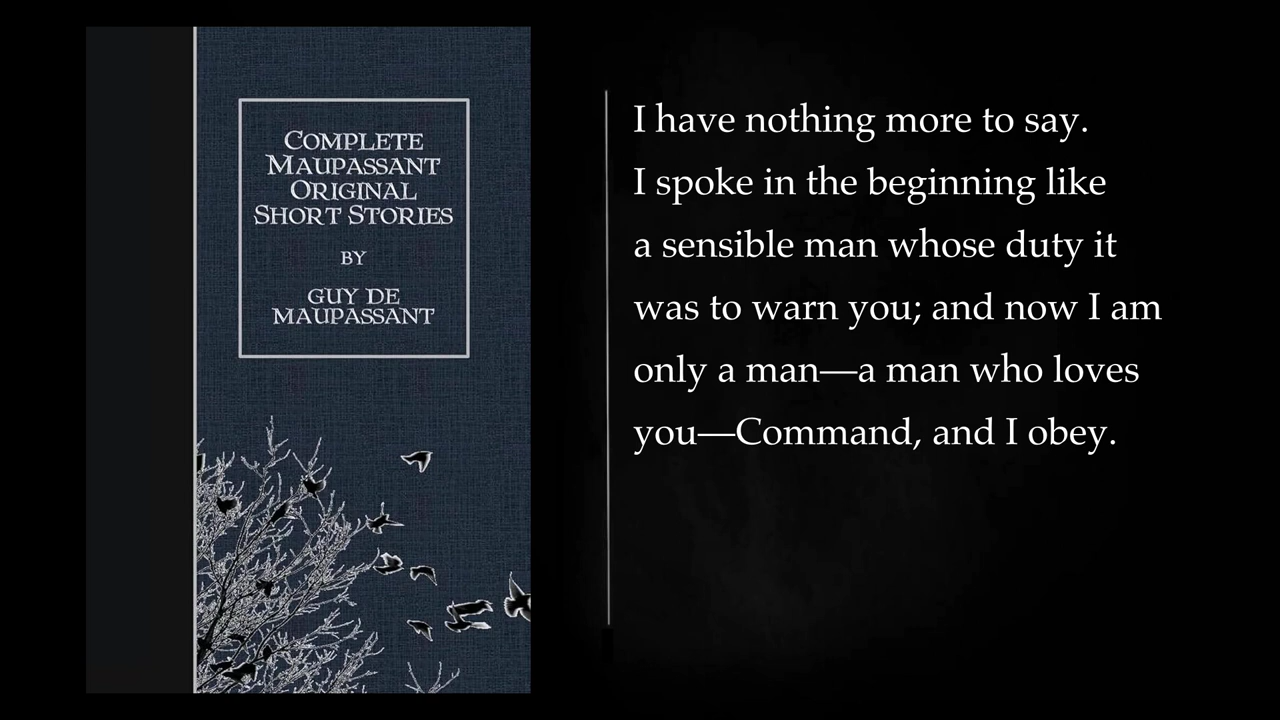 COMPLETE
MAUPASSANT
ORIGINAL
SHORT STORIES
BY
GUY DE
MAUPASSANT
I have nothing more to say.
I spoke in the beginning like
a sensible man whose duty it
was to warn you; and now I am
only a man—a man who loves
you—Command, and I obey.